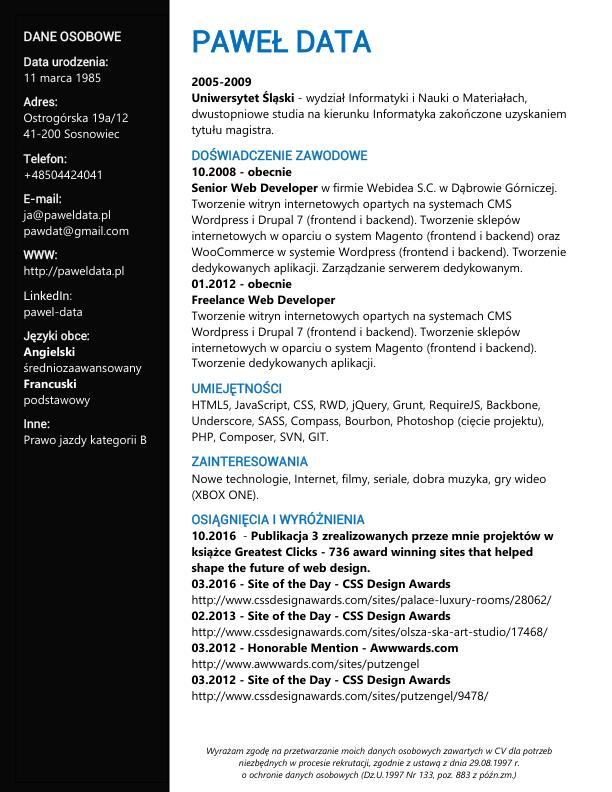 DANE OSOBOWE
Data urodzenia:
11 marca 1985
Adres:
Ostrogórska 19a/12
41-200 Sosnowiec
Telefon:
+48504424041
E-mail:
ja@paweldata.pl
pawdat@gmail.com
WWW:
http://paweldata.pl
LinkedIn:
pawel-data
Języki obce:
Angielski
średniozaawansowany
Francuski
podstawowy
Inne:
Prawo jazdy kategorii B
PAWEŁ DATA
2005-2009
Uniwersytet Śląski - wydział Informatyki i Nauki o Materiałach,
dwustopniowe studia na kierunku Informatyka zakończone uzyskaniem
tytułu magistra.
DOŚWIADCZENIE ZAWODOWE
10.2008 - obecnie
Senior Web Developer w firmie Webidea S.C. w Dąbrowie Górniczej.
Tworzenie witryn internetowych opartych na systemach CMS
Wordpress i Drupal 7 (frontend i backend). Tworzenie sklepów
internetowych w oparciu o system Magento (frontend i backend) oraz
WooCommerce w systemie Wordpress (frontend i backend). Tworzenie
dedykowanych aplikacji. Zarządzanie serwerem dedykowanym.
01.2012 - obecnie
Freelance Web Developer
Tworzenie witryn internetowych opartych na systemach CMS
Wordpress i Drupal 7 (frontend i backend). Tworzenie sklepów
internetowych w oparciu o system Magento (frontend i backend).
Tworzenie dedykowanych aplikacji.
UMIEJĘTNOŚCI
HTML5, JavaScript, CSS, RWD, jQuery, Grunt, RequireJS, Backbone,
Underscore, SASS, Compass, Bourbon, Photoshop (cięcie projektu),
PHP, Composer, SVN, GIT.
ZAINTERESOWANIA
Nowe technologie, Internet, filmy, seriale, dobra muzyka, gry wideo
(XBOX ONE).
OSIĄGNIĘCIA I WYRÓŻNIENIA
10.2016 - Publikacja 3 zrealizowanych przeze mnie projektów w
książce Greatest Clicks - 736 award winning sites that helped
shape the future of web design.
03.2016 - Site of the Day - CSS Design Awards
http://www.cssdesignawards.com/sites/palace-luxury-rooms/28062/
02.2013 - Site of the Day - CSS Design Awards
http://www.cssdesignawards.com/sites/olsza-ska-art-studio/17468/
03.2012 - Honorable Mention - Awwwards.com
http://www.awwwards.com/sites/putzengel
03.2012 - Site of the Day - CSS Design Awards
http://www.cssdesignawards.com/sites/putzengel/9478/
Wyrażam zgodę na przetwarzanie moich danych osobowych zawartych w CV dla potrzeb
niezbędnych w procesie rekrutacji, zgodnie z ustawą z dnia 29.08.1997 r.
o ochronie danych osobowych (Dz.U.1997 Nr 133, poz. 883 z późn.zm.)